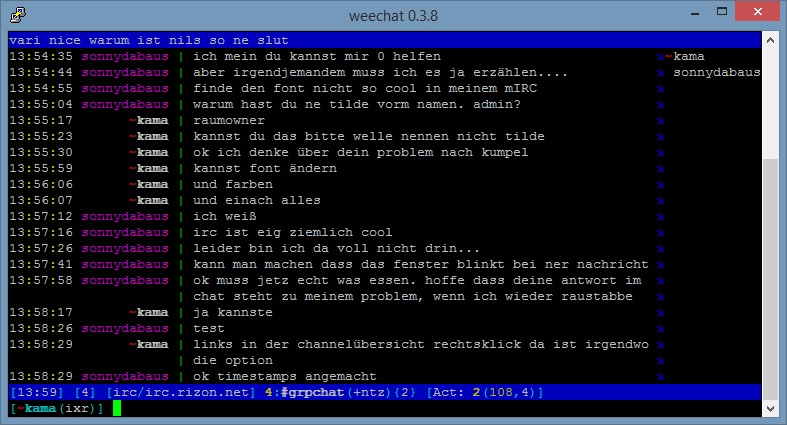 weechat 0.3.8
vari nice warum ist nils so ne slut
13:54:35 sonnydabaus | ich mein du kannst mir 0 helfen x~kama
13:54:44 sonnydabaus | aber irgendjemandem muss ich es ja erzählen.... x sonnydabaus
13:54:55 sonnydabaus | finde den font nicht so cool in meinem mIRC x
13:55:04 sonnydabaus | warum hast du ne tilde vorm namen. admin? x
13:55:17 ~kama | raumowner x
13:55:23 ~kama | kannst du das bitte welle nennen nicht tilde x
13:55:30 ~kama | ok ich denke über dein problem nach kumpel x
13:55:59 ~kama | kannst font ändern x
13:56:06 ~kama | und farben x
13:56:07 ~kama | und einach alles x
13:57:12 sonnydabaus | ich weiß x
13:57:16 sonnydabaus | irc ist eig ziemlich cool x
13:57:26 sonnydabaus | leider bin ich da voll nicht drin... x
13:57:41 sonnydabaus | kann man machen dass das fenster blinkt bei ner nachricht x
13:57:58 sonnydabaus | ok muss jetz echt was essen. hoffe dass deine antwort im x
| chat steht zu meinem problem, wenn ich wieder raustabbe x
13:58:17 ~kama | ja kannste x
13:58:26 sonnydabaus | test x
13:58:29 ~kama | links in der channelübersicht rechtsklick da ist irgendwo x
| die option x
13:58:29 sonnydabaus | ok timestamps angemacht x
[13:59] [4] [irc/irc.rizon.net] 4:#grpchat(+ntz){2} [Act: 2(108,4)]
[~kama(ixr)]